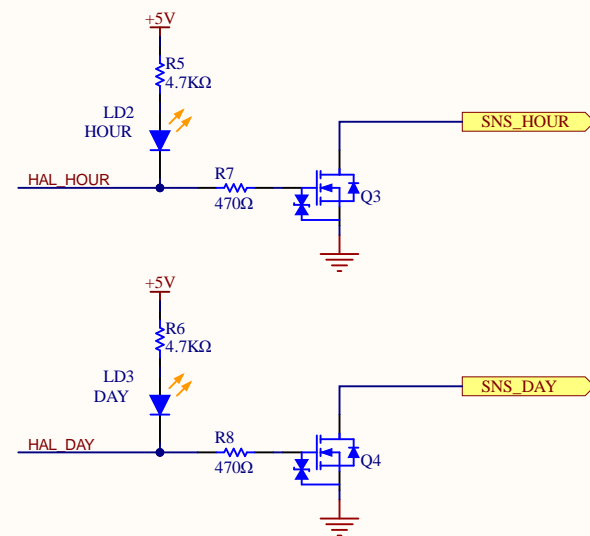 +5V
R5
4.7KΩ
LD2
HOUR
SNS_HOUR
HAL_HOUR
R7
470Ω
Q3
+5V
R6
4.7KΩ
LD3
DAY
SNS_DAY
HAL_DAY
R8
470Ω
Q4